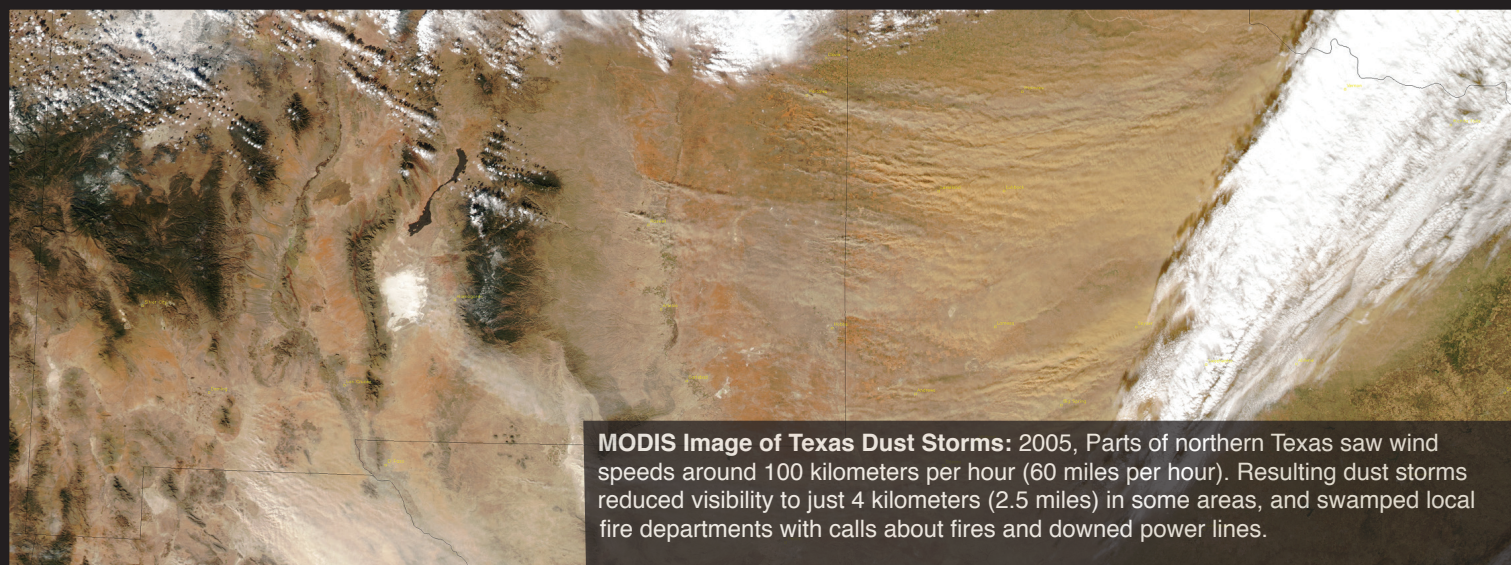 MODIS Image of Texas Dust Storms: 2005, Parts of northern Texas saw wind
speeds around 100 kilometers per hour (60 miles per hour). Resulting dust storms
reduced visibility to just 4 kilometers (2.5 miles) in some areas, and swamped local
fire departments with calls about fires and downed power lines.